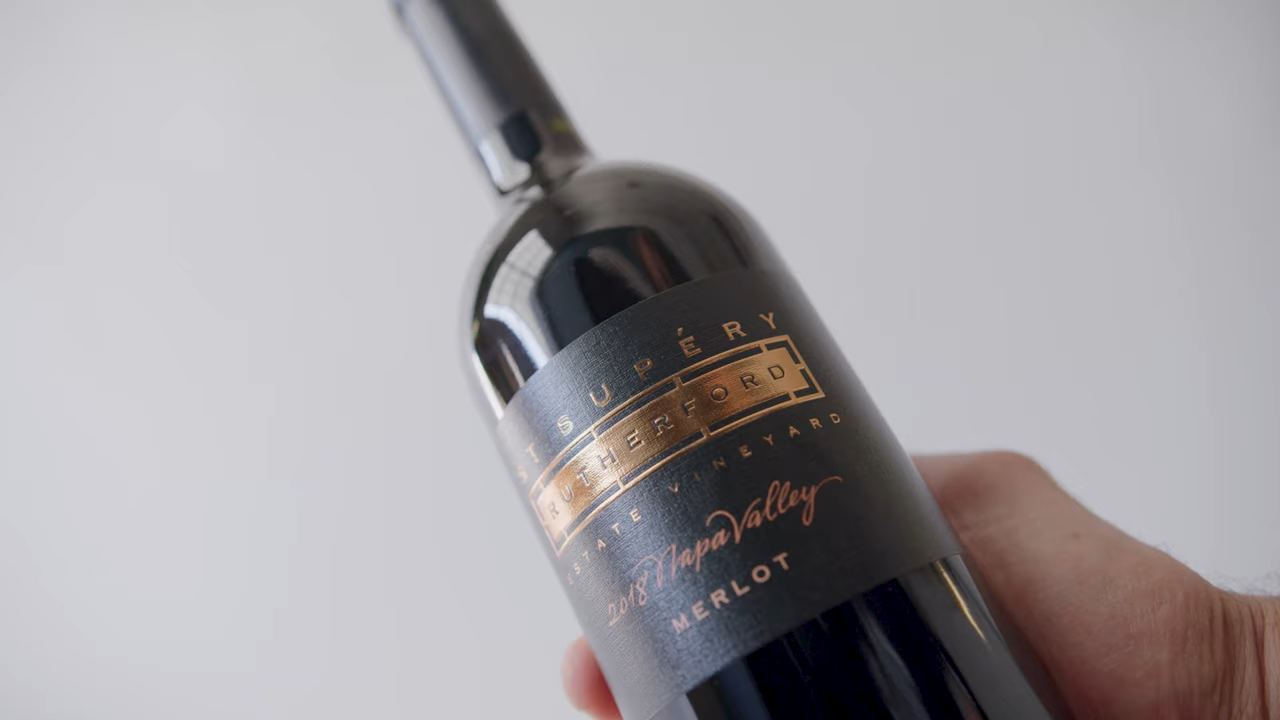 ST SUPÉRY
RUTHERFORD
ESTATE VINEYARD
2018 Napa Valley
MERLOT